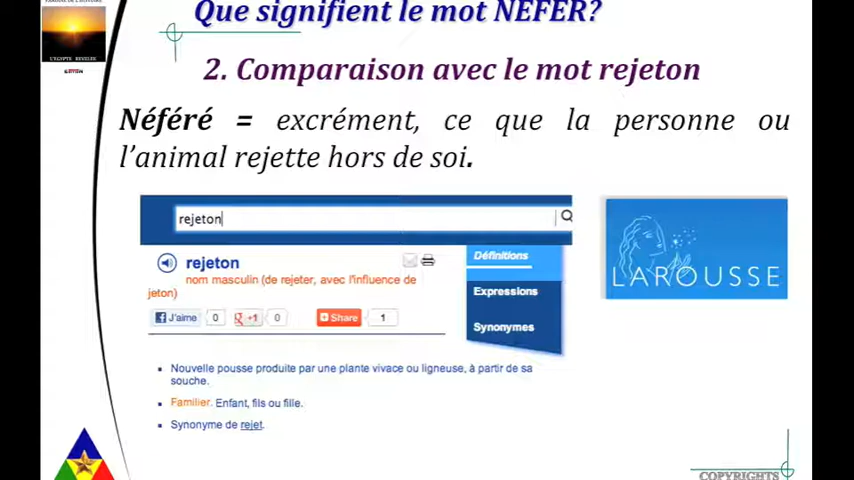 Que signifient le mot NEFER?
2. Comparaison avec le mot rejeton
Néféré = excrément, ce que la personne ou
l'animal rejette hors de soi.
rejeton
rejeton
nom masculin (de rejeter, avec l'influence de
jeton)
J'aime 0 +1 0 Share 1
Définitions
Expressions
Synonymes
LAROUSSE
Nouvelle pousse produite par une plante vivace ou ligneuse, à partir de sa
souche.
Familier. Enfant, fils ou fille.
Synonyme de rejet.
COPYRIGHTS